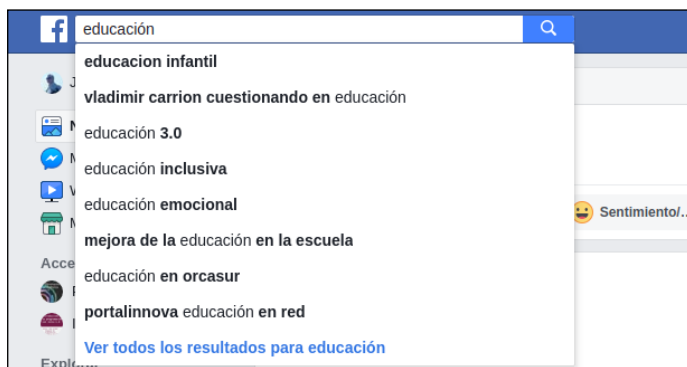 f educación
educacion infantil
vladimir carrion cuestionando en educación
educación 3.0
educación inclusiva
educación emocional
mejora de la educación en la escuela
educación en orcasur
portalinnova educación en red
Ver todos los resultados para educación
Sentimiento/...